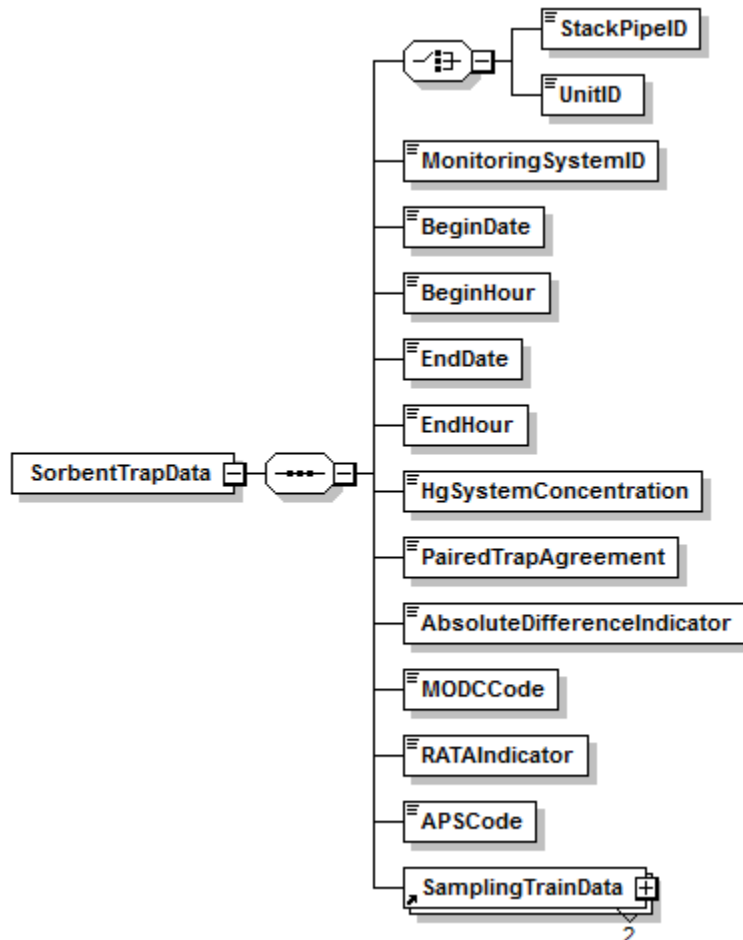 StackPipeID
UnitID
MonitoringSystemID
BeginDate
BeginHour
EndDate
EndHour
SorbentTrapData
HgSystemConcentration
PairedTrapAgreement
AbsoluteDifferenceIndicator
MODCCode
RATAIndicator
APSCode
SamplingTrainData
2